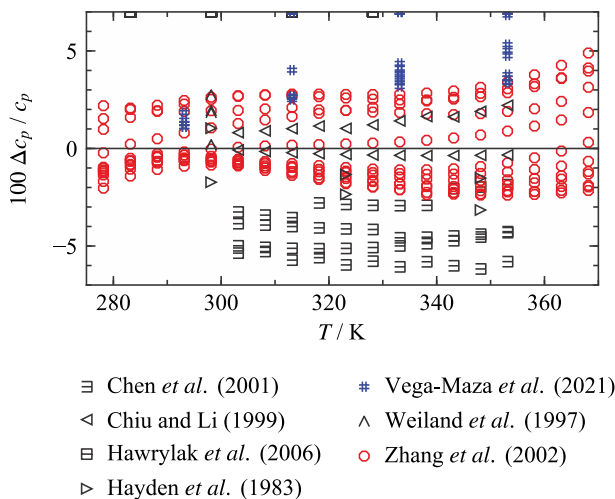 100 Δcₚ / cₚ
5
0
−5
280
300
320
340
360
T / K
Chen et al. (2001)
Chiu and Li (1999)
Hawrylak et al. (2006)
Hayden et al. (1983)
Vega-Maza et al. (2021)
Weiland et al. (1997)
Zhang et al. (2002)